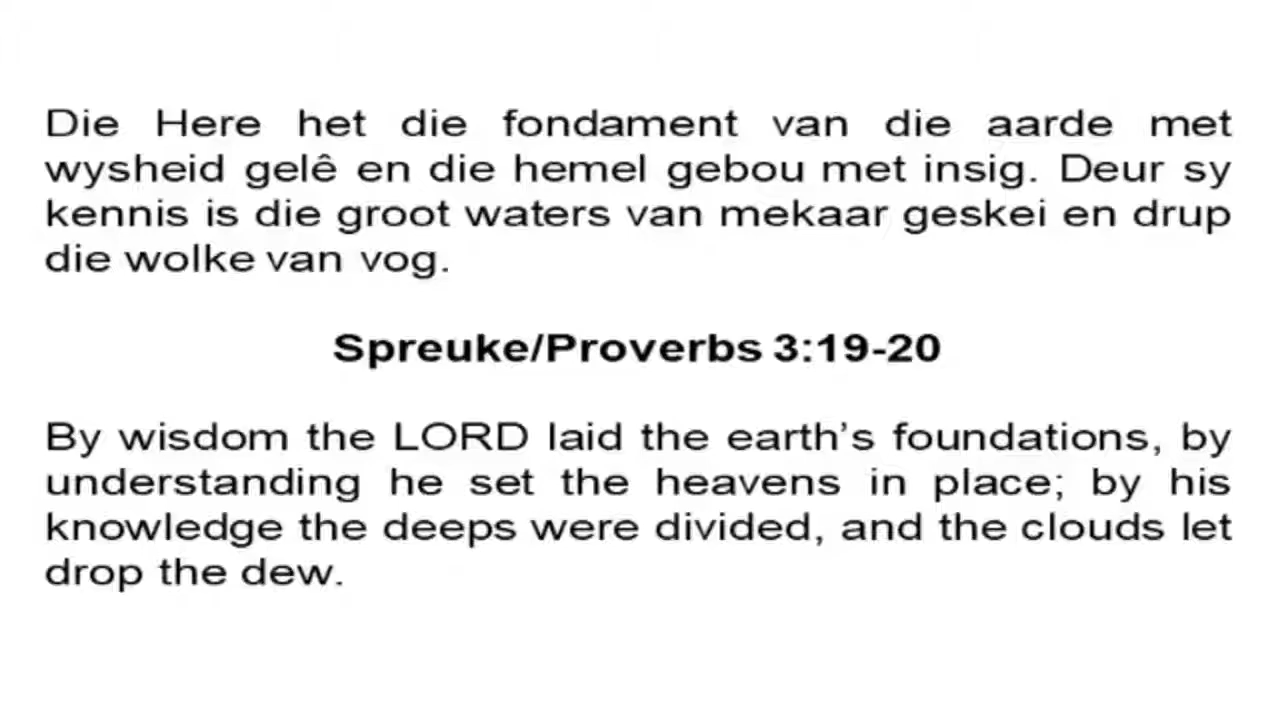 Die Here het die fondament van die aarde met
wysheid gelê en die hemel gebou met insig. Deur sy
kennis is die groot waters van mekaar geskei en drup
die wolke van vog.
Spreuke/Proverbs 3:19-20
By wisdom the LORD laid the earth’s foundations, by
understanding he set the heavens in place; by his
knowledge the deeps were divided, and the clouds let
drop the dew.